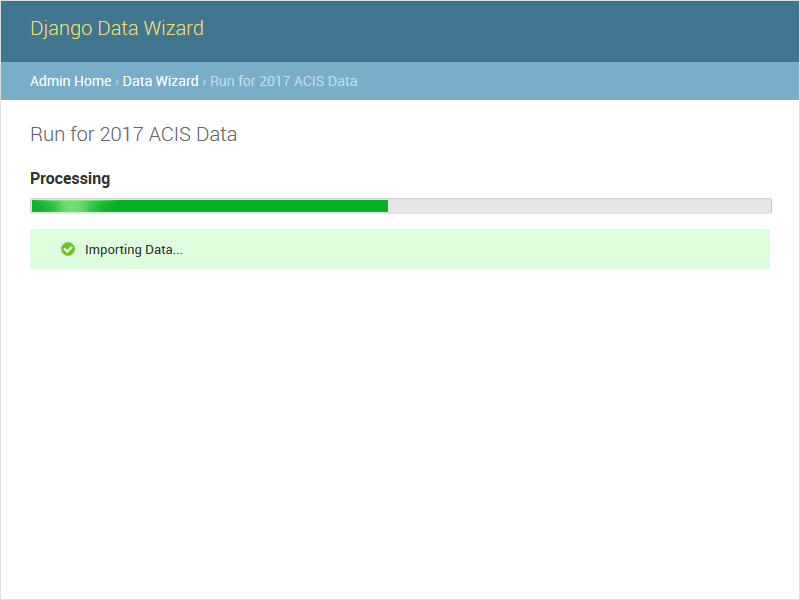 Django Data Wizard
Admin Home › Data Wizard › Run for 2017 ACIS Data
Run for 2017 ACIS Data
Processing
Importing Data...